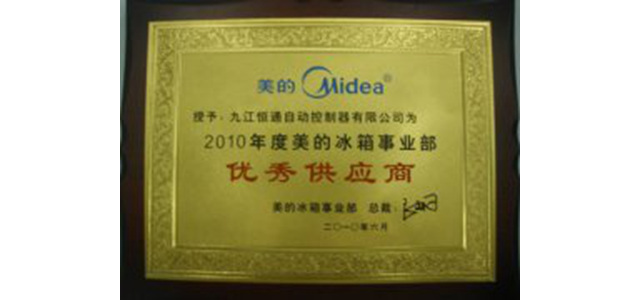 美的 Midea®
授予：九江恒通自动控制器有限公司为
2010年度美的冰箱事业部
优秀供应商
美的冰箱事业部 总裁：
二〇一〇年六月